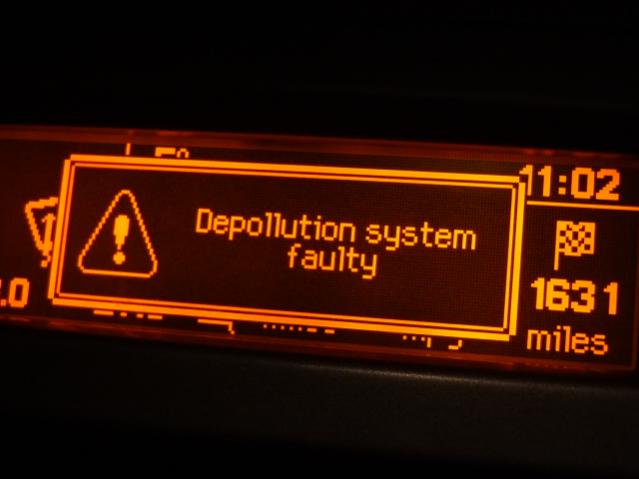 11:02
Depollution system
faulty
1631
miles